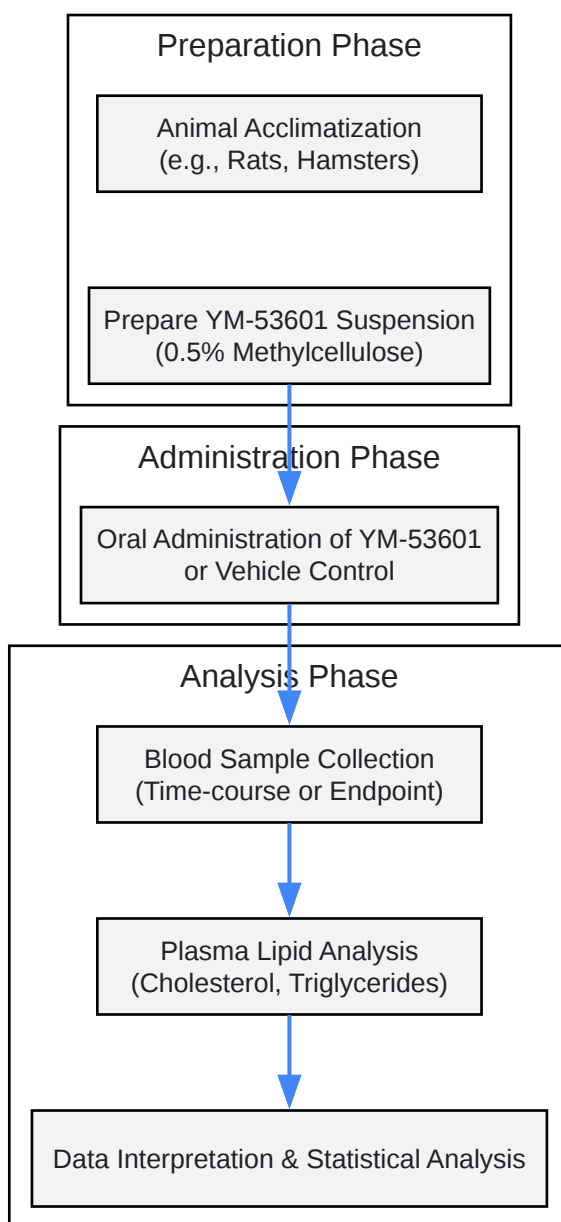 Preparation Phase
Animal Acclimatization
(e.g., Rats, Hamsters)
Prepare YM-53601 Suspension
(0.5% Methylcellulose)
Administration Phase
Oral Administration of YM-53601
or Vehicle Control
Analysis Phase
Blood Sample Collection
(Time-course or Endpoint)
Plasma Lipid Analysis
(Cholesterol, Triglycerides)
Data Interpretation & Statistical Analysis